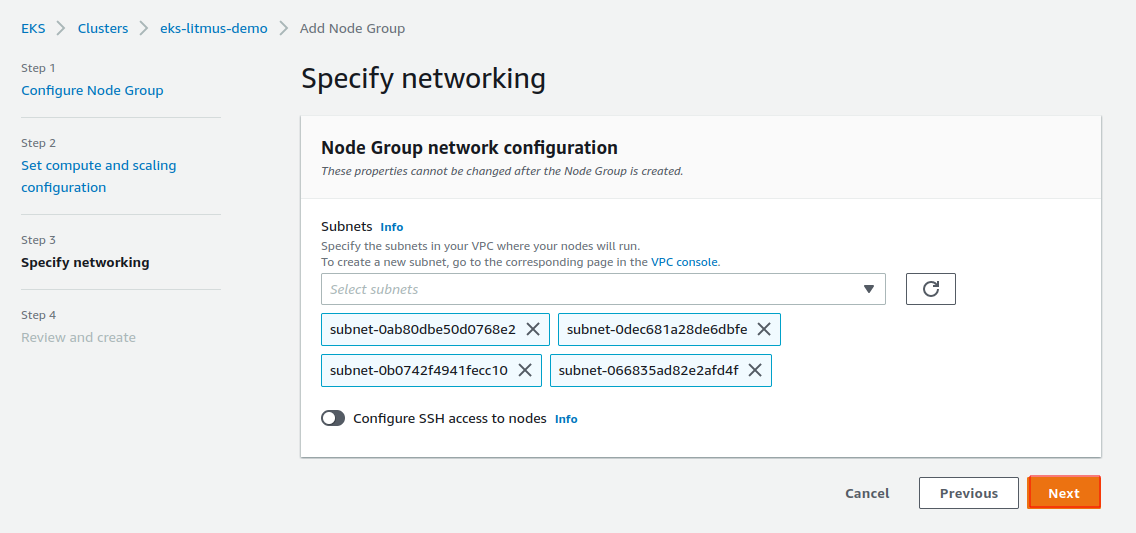 EKS Clusters eks-litmus-demo Add Node Group
Step 1
Configure Node Group
Step 2
Set compute and scaling
configuration
Step 3
Specify networking
Step 4
Review and create
Specify networking
Node Group network configuration
These properties cannot be changed after the Node Group is created.
Subnets Info
Specify the subnets in your VPC where your nodes will run.
To create a new subnet, go to the corresponding page in the VPC console.
Select subnets
subnet-0ab80dbe50d0768e2 subnet-0dec681a28de6dbfe
subnet-0b0742f4941fecc10 subnet-066835ad82e2afd4f
Configure SSH access to nodes Info
Cancel Previous Next